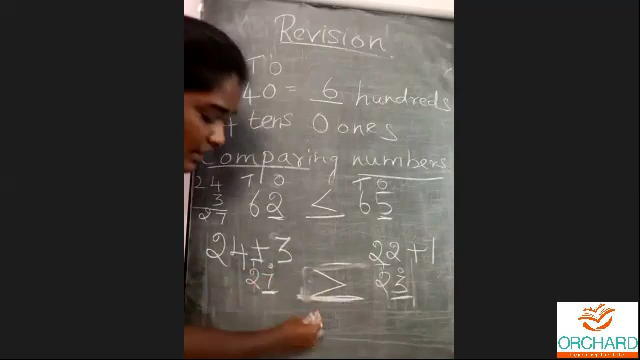 Revision
T O
40 = 6 hundreds
4 tens 0 ones
Comparing numbers
24 T O T O
3 62 < 65
27
24 + 3 22 + 1
T O > T O
27 23
ORCHARD